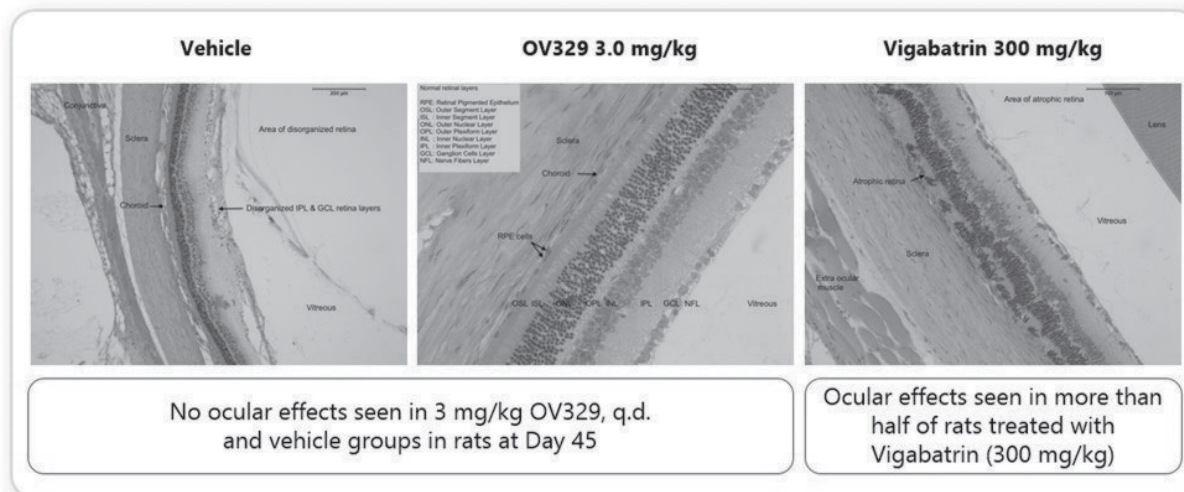 Vehicle
OV329 3.0 mg/kg
Vigabatrin 300 mg/kg
Conjunctiva
Sclera
Choroid
200 µm
Area of disorganized retina
Disorganized IPL & GCL retina layers
Vitreous
Normal retinal layers
RPE: Retinal Pigmented Epithelium
OSL: Outer Segment Layer
ISL : Inner Segment Layer
ONL: Outer Nuclear Layer
OPL: Outer Plexiform Layer
INL : Inner Nuclear Layer
IPL : Inner Plexiform Layer
GCL: Ganglion Cells Layer
NFL: Nerve Fibers Layer
Sclera
Choroid
RPE cells
OSL ISL ONL OPL INL IPL GCL NFL
Vitreous
Area of atrophic retina
Lens
Atrophic retina
Vitreous
Sclera
Extra ocular
muscle
No ocular effects seen in 3 mg/kg OV329, q.d.
and vehicle groups in rats at Day 45
Ocular effects seen in more than
half of rats treated with
Vigabatrin (300 mg/kg)